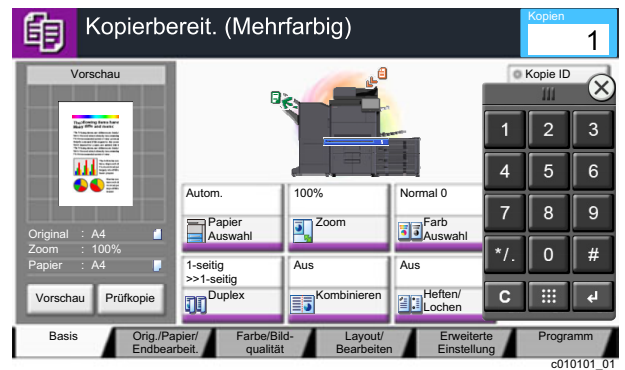 Kopierbereit. (Mehrfarbig)
Kopien
1
Vorschau
Original : A4
Zoom : 100%
Papier : A4
Vorschau
Prüfkopie
Autom.
Papier
Auswahl
100%
Zoom
Normal 0
Farb
Auswahl
1-seitig
>>1-seitig
Duplex
Aus
Kombinieren
Aus
Heften/
Lochen
Kopie ID
1 2 3
4 5 6
7 8 9
*/. 0 #
C
Basis
Orig./Papier/
Endbearbeit.
Farbe/Bild-
qualität
Layout/
Bearbeiten
Erweiterte
Einstellung
Programm
c010101_01